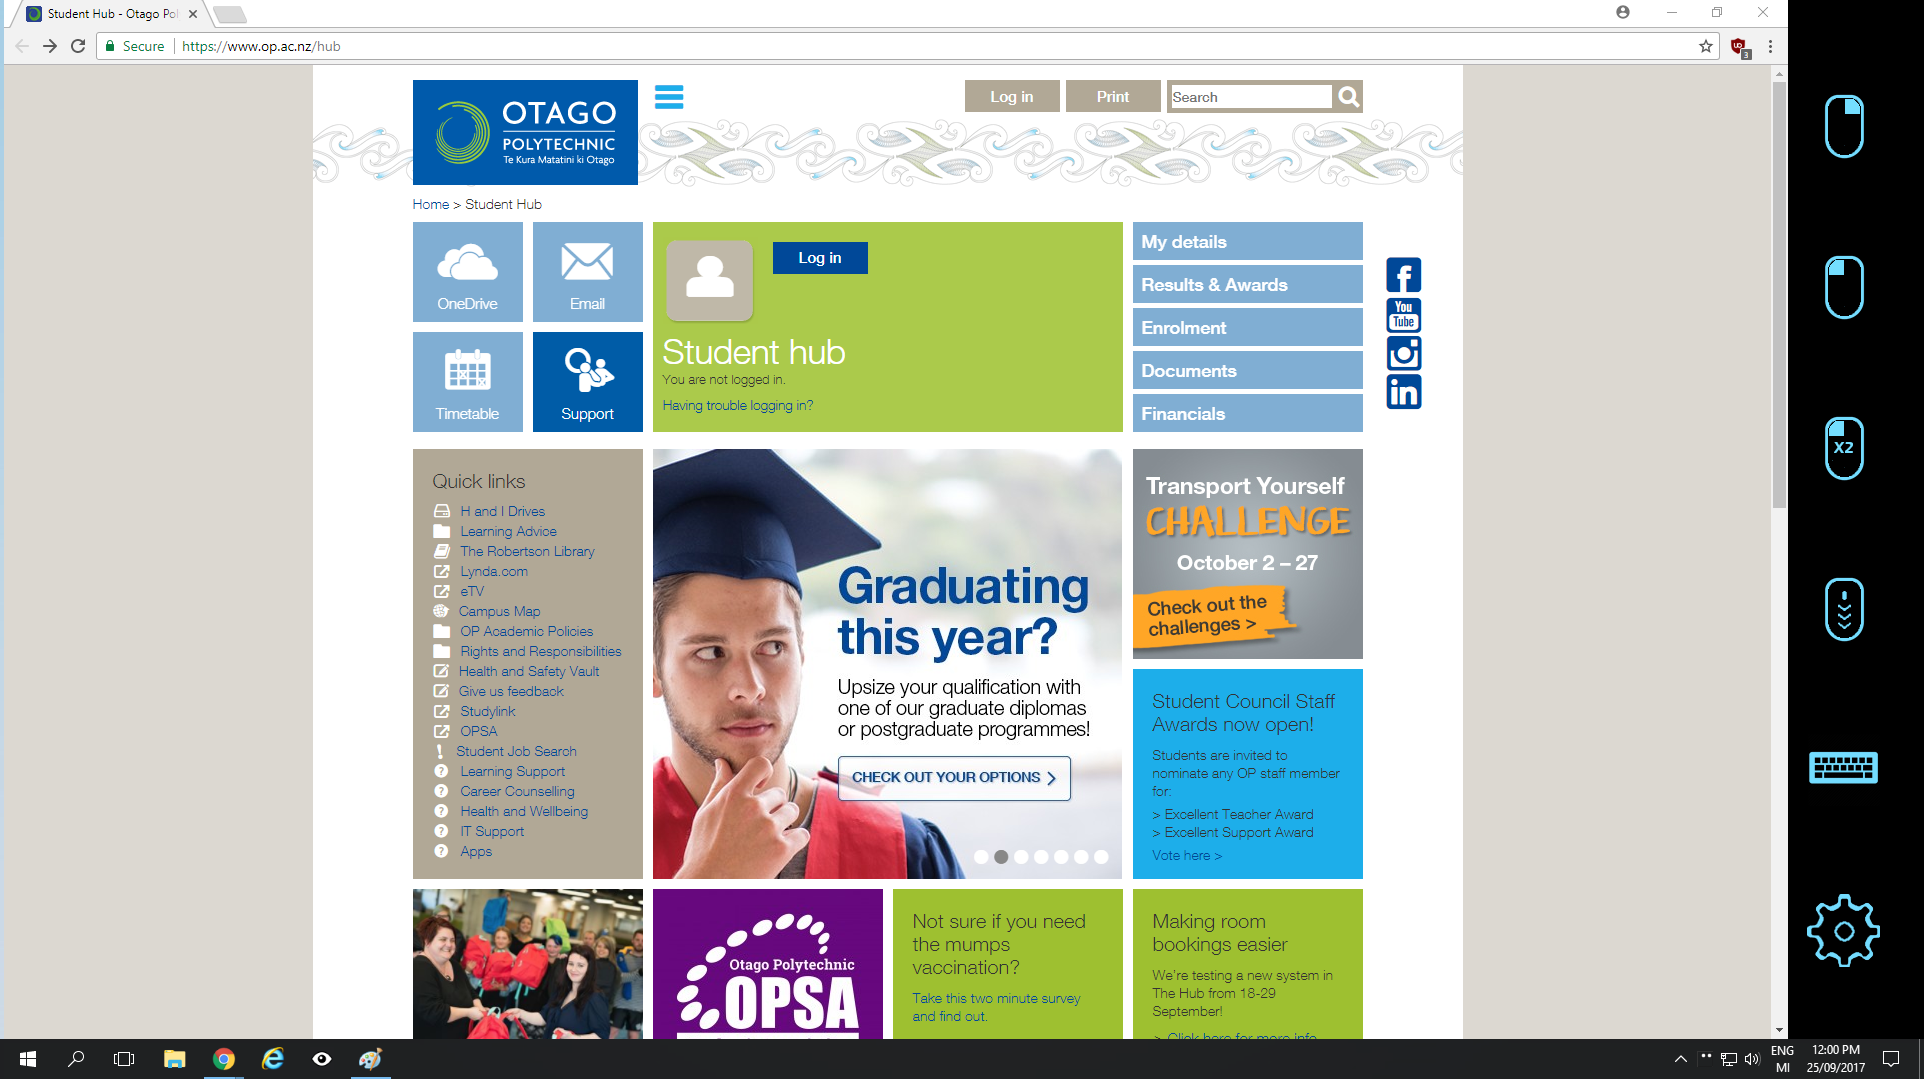 Student Hub - Otago Pol
Secure
https://www.op.ac.nz/hub
3
OTAGO
POLYTECHNIC
Te Kura Matatini ki Otago
Log in
Print
Search
Home > Student Hub
OneDrive
Email
Timetable
Support
Log in
Student hub
You are not logged in.
Having trouble logging in?
My details
Results & Awards
Enrolment
Documents
Financials
f
You
Tube
in
X2
Quick links
H and I Drives
Learning Advice
The Robertson Library
Lynda.com
eTV
Campus Map
OP Academic Policies
Rights and Responsibilities
Health and Safety Vault
Give us feedback
Studylink
OPSA
Student Job Search
Learning Support
Career Counselling
Health and Wellbeing
IT Support
Apps
Graduating
this year?
Upsize your qualification with
one of our graduate diplomas
or postgraduate programmes!
CHECK OUT YOUR OPTIONS >
Transport Yourself
CHALLENGE
October 2 – 27
Check out the
challenges >
Student Council Staff
Awards now open!
Students are invited to
nominate any OP staff member
for:
> Excellent Teacher Award
> Excellent Support Award
Vote here >
Otago Polytechnic
OPSA
Not sure if you need
the mumps
vaccination?
Take this two minute survey
and find out.
Making room
bookings easier
We're testing a new system in
The Hub from 18-29
September!
> Click here for more info
ENG
MI
12:00 PM
25/09/2017